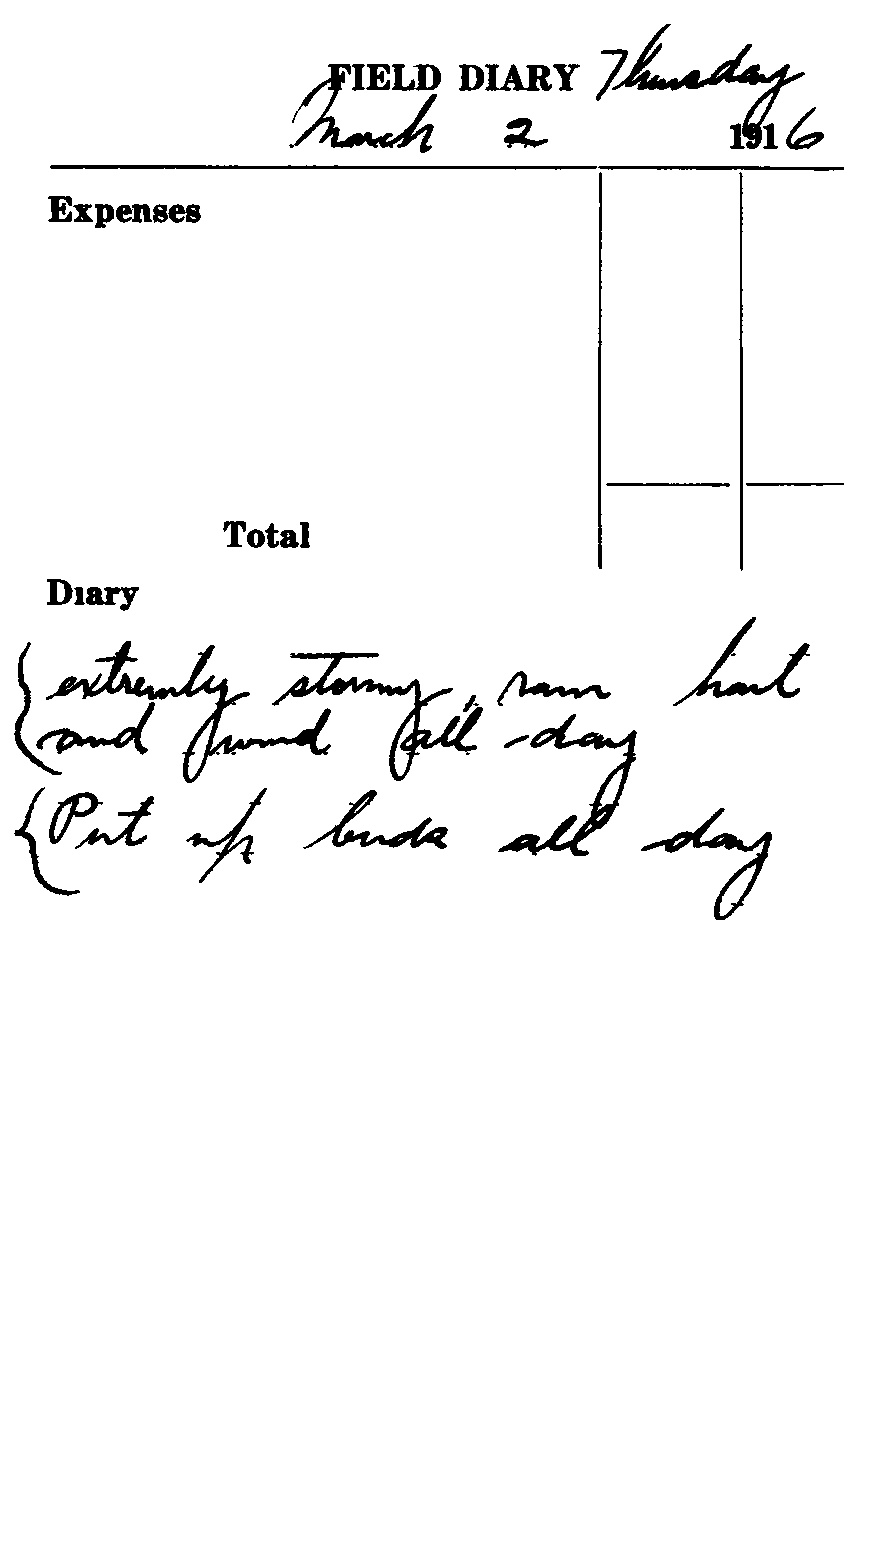 FIELD DIARY Thursday
March 2 1916
Expenses
Total
Diary
extremly stormy, rain hail
and wind all day
Put up birds all day